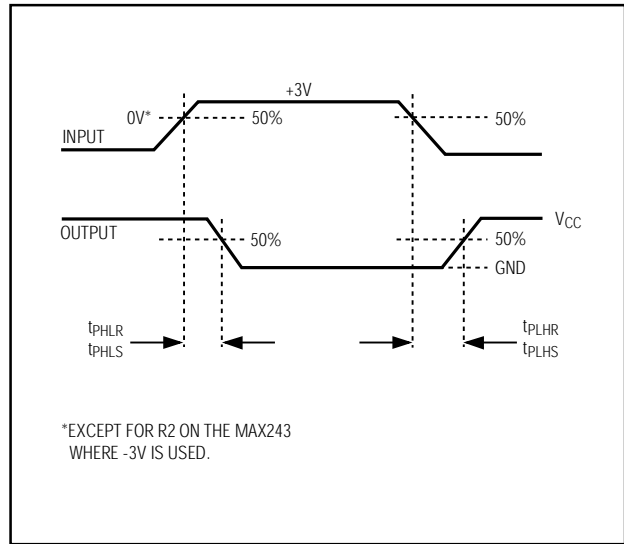 +3V
0V* 50% 50%
INPUT
VCC
OUTPUT
50% 50%
GND
tPHLR tPLHR
tPHLS tPLHS
*EXCEPT FOR R2 ON THE MAX243
WHERE -3V IS USED.